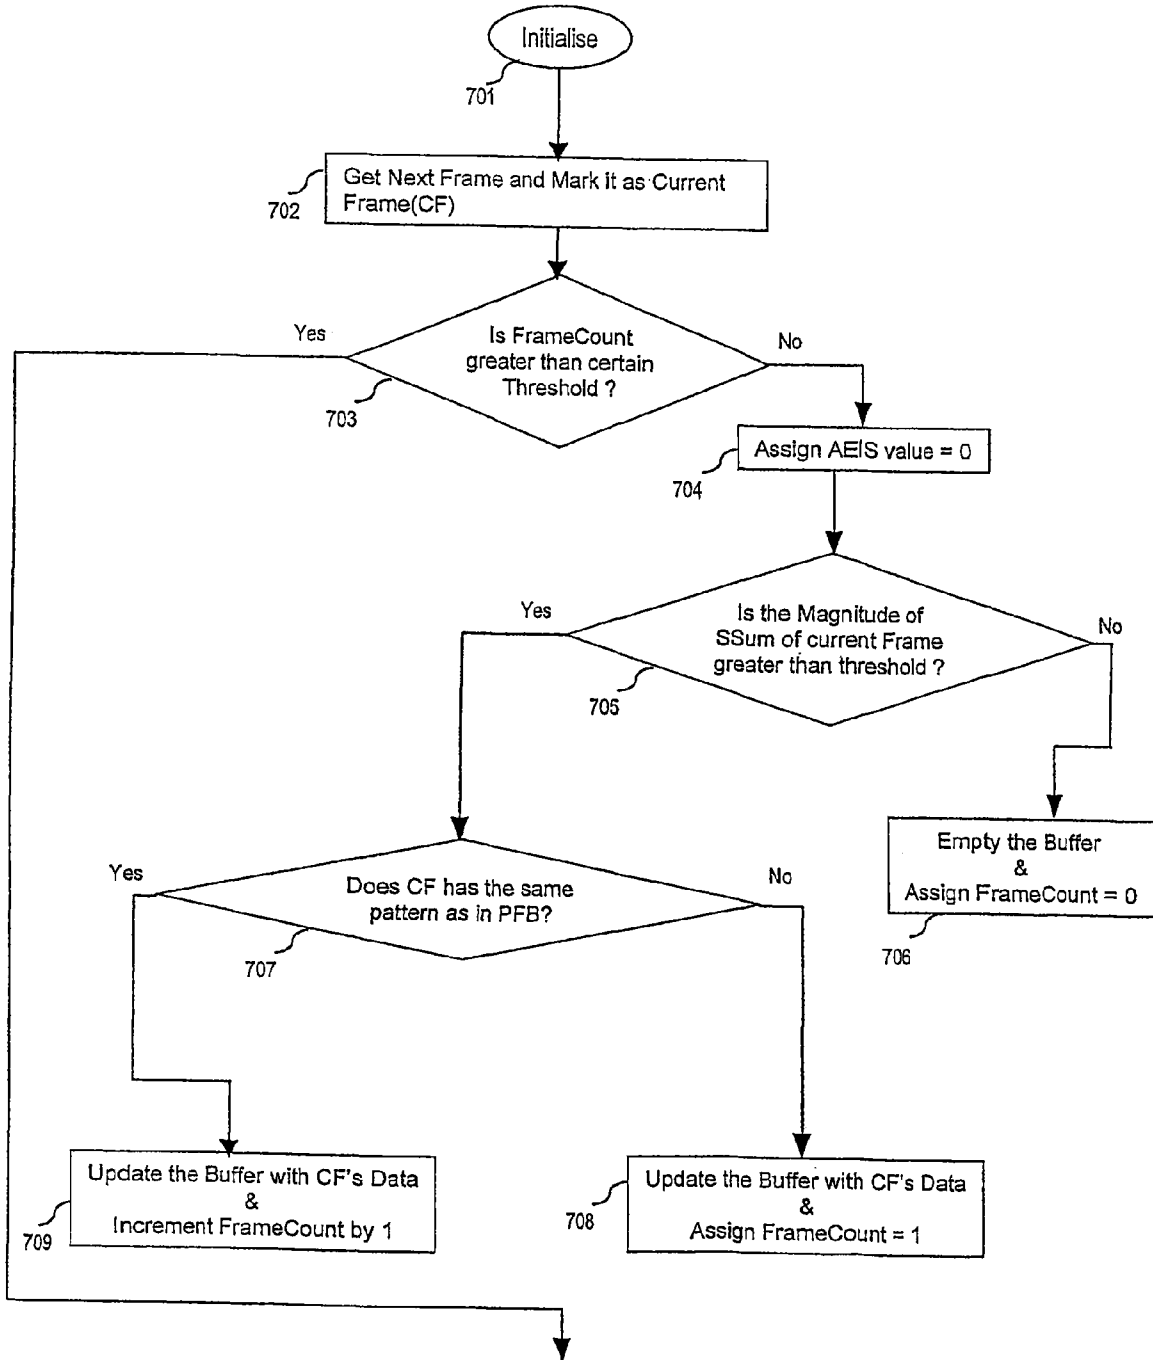 Initialise
701
Get Next Frame and Mark it as Current
Frame(CF)
702
Yes
Is FrameCount
greater than certain
Threshold ?
No
703
Assign AEIS value = 0
704
Yes
Is the Magnitude of
SSum of current Frame
greater than threshold ?
No
705
Empty the Buffer
&
Assign FrameCount = 0
706
Yes
Does CF has the same
pattern as in PFB?
No
707
Update the Buffer with CF's Data
&
Increment FrameCount by 1
709
Update the Buffer with CF's Data
&
Assign FrameCount = 1
708